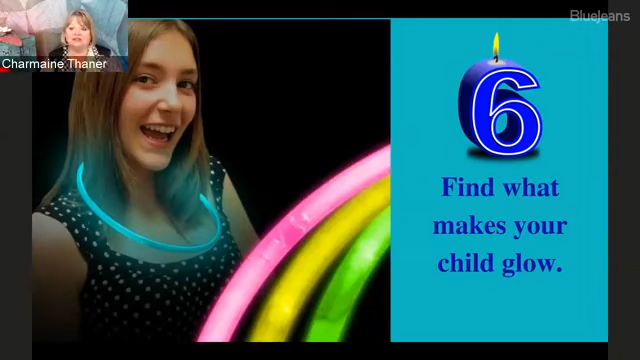 BlueJeans
Charmaine Thaner
6
Find what
makes your
child glow.